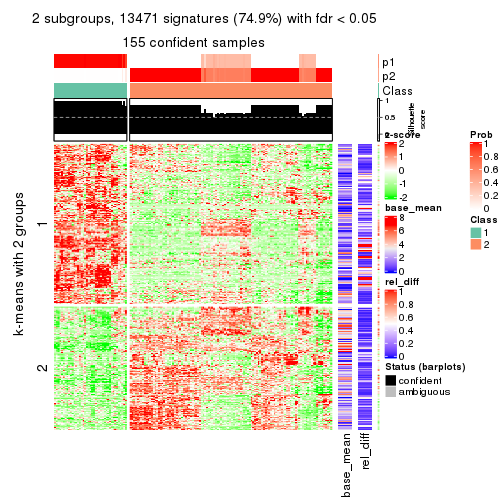 2 subgroups, 13471 signatures (74.9%) with fdr < 0.05
155 confident samples
p1
p2
Class
1
0.5
0
Silhouette
score
k-means with 2 groups
1
2
z-score
2
1
0
-1
-2
base_mean
8
6
4
2
0
rel_diff
1
0.8
0.6
0.4
0.2
0
Status (barplots)
confident
ambiguous
Prob
1
0.8
0.6
0.4
0.2
0
Class
1
2
base_mean
rel_diff